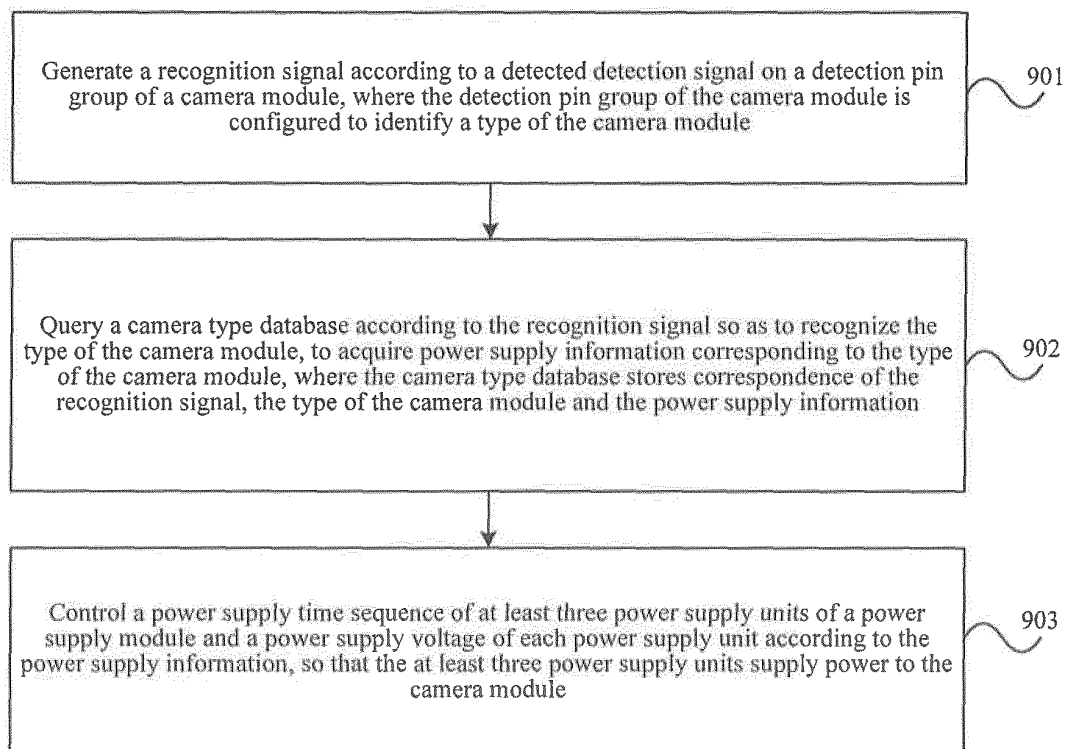 Generate a recognition signal according to a detected detection signal on a detection pin
group of a camera module, where the detection pin group of the camera module is
configured to identify a type of the camera module
901
Query a camera type database according to the recognition signal so as to recognize the
type of the camera module, to acquire power supply information corresponding to the type
of the camera module, where the camera type database stores correspondence of the
recognition signal, the type of the camera module and the power supply information
902
Control a power supply time sequence of at least three power supply units of a power
supply module and a power supply voltage of each power supply unit according to the
power supply information, so that the at least three power supply units supply power to the
camera module
903